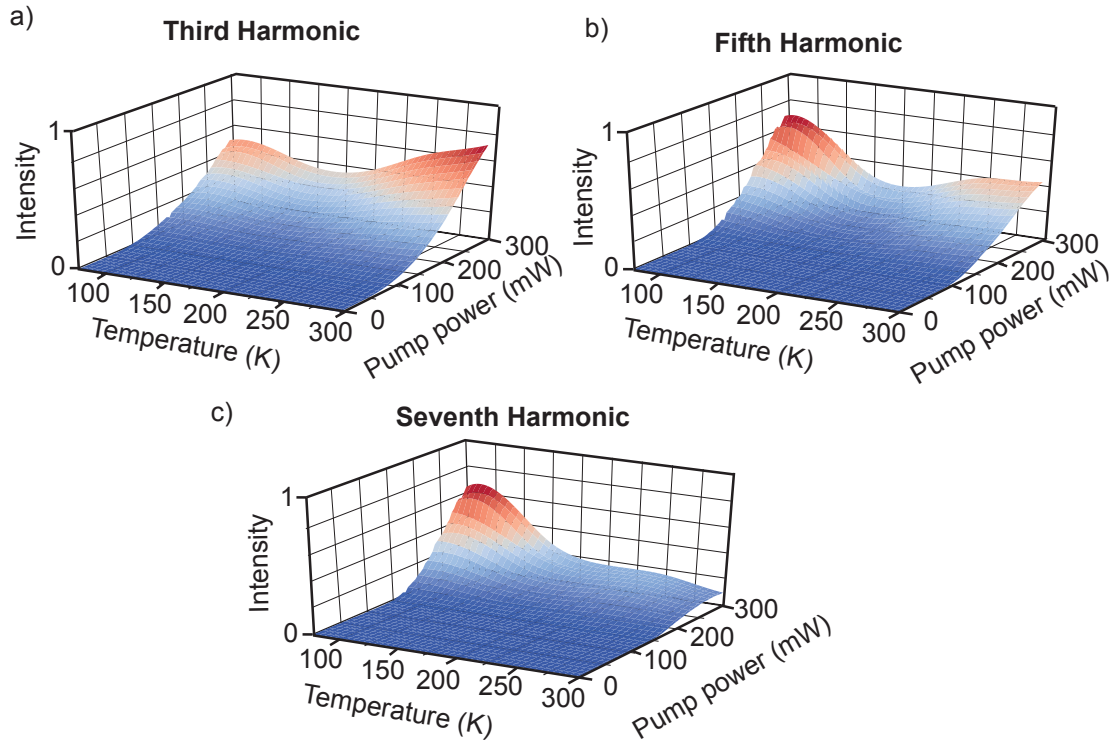 a)
Third Harmonic
1
Intensity
0
100
150
200
250
300
Temperature (K)
0
100
200
300
Pump power (mW)
b)
Fifth Harmonic
1
Intensity
0
100
150
200
250
300
Temperature (K)
0
100
200
300
Pump power (mW)
c)
Seventh Harmonic
1
Intensity
0
100
150
200
250
300
Temperature (K)
0
100
200
300
Pump power (mW)